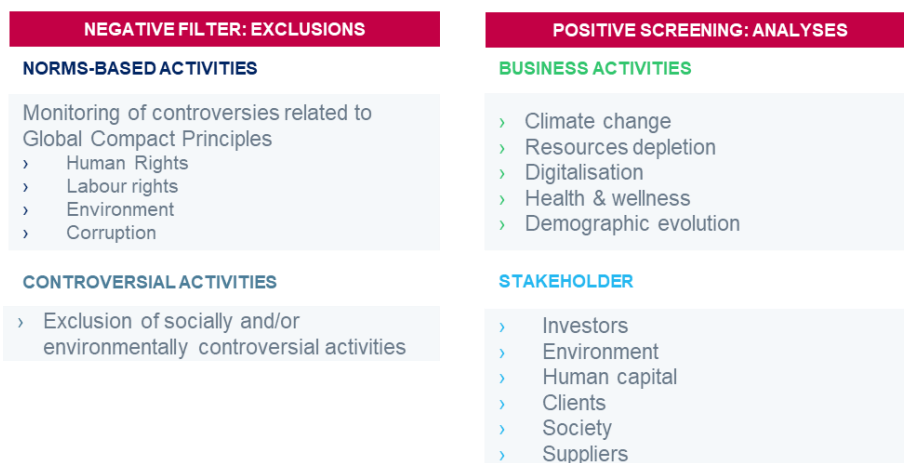 NEGATIVE FILTER: EXCLUSIONS
NORMS-BASED ACTIVITIES
Monitoring of controversies related to
Global Compact Principles
› Human Rights
› Labour rights
› Environment
› Corruption
CONTROVERSIAL ACTIVITIES
› Exclusion of socially and/or
environmentally controversial activities
POSITIVE SCREENING: ANALYSES
BUSINESS ACTIVITIES
› Climate change
› Resources depletion
› Digitalisation
› Health & wellness
› Demographic evolution
STAKEHOLDER
› Investors
› Environment
› Human capital
› Clients
› Society
› Suppliers